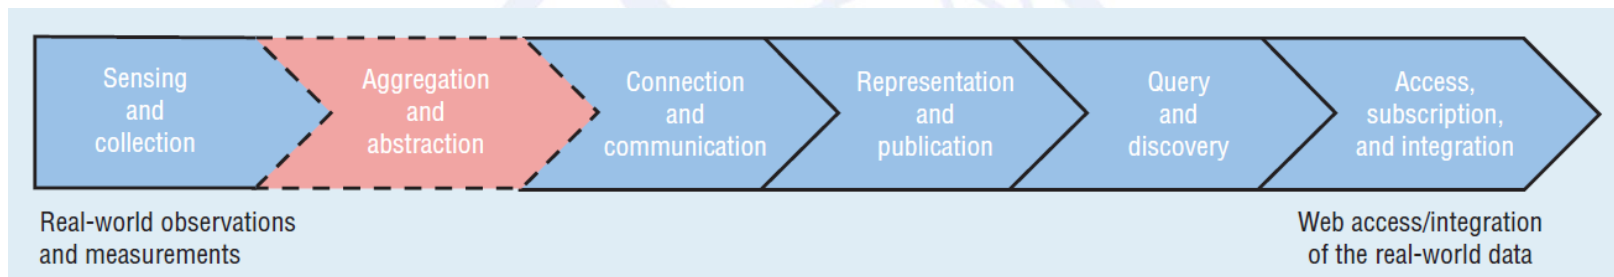 Sensing
and
collection
Aggregation
and
abstraction
Connection
and
communication
Representation
and
publication
Query
and
discovery
Access,
subscription,
and integration
Real-world observations
and measurements
Web access/integration
of the real-world data